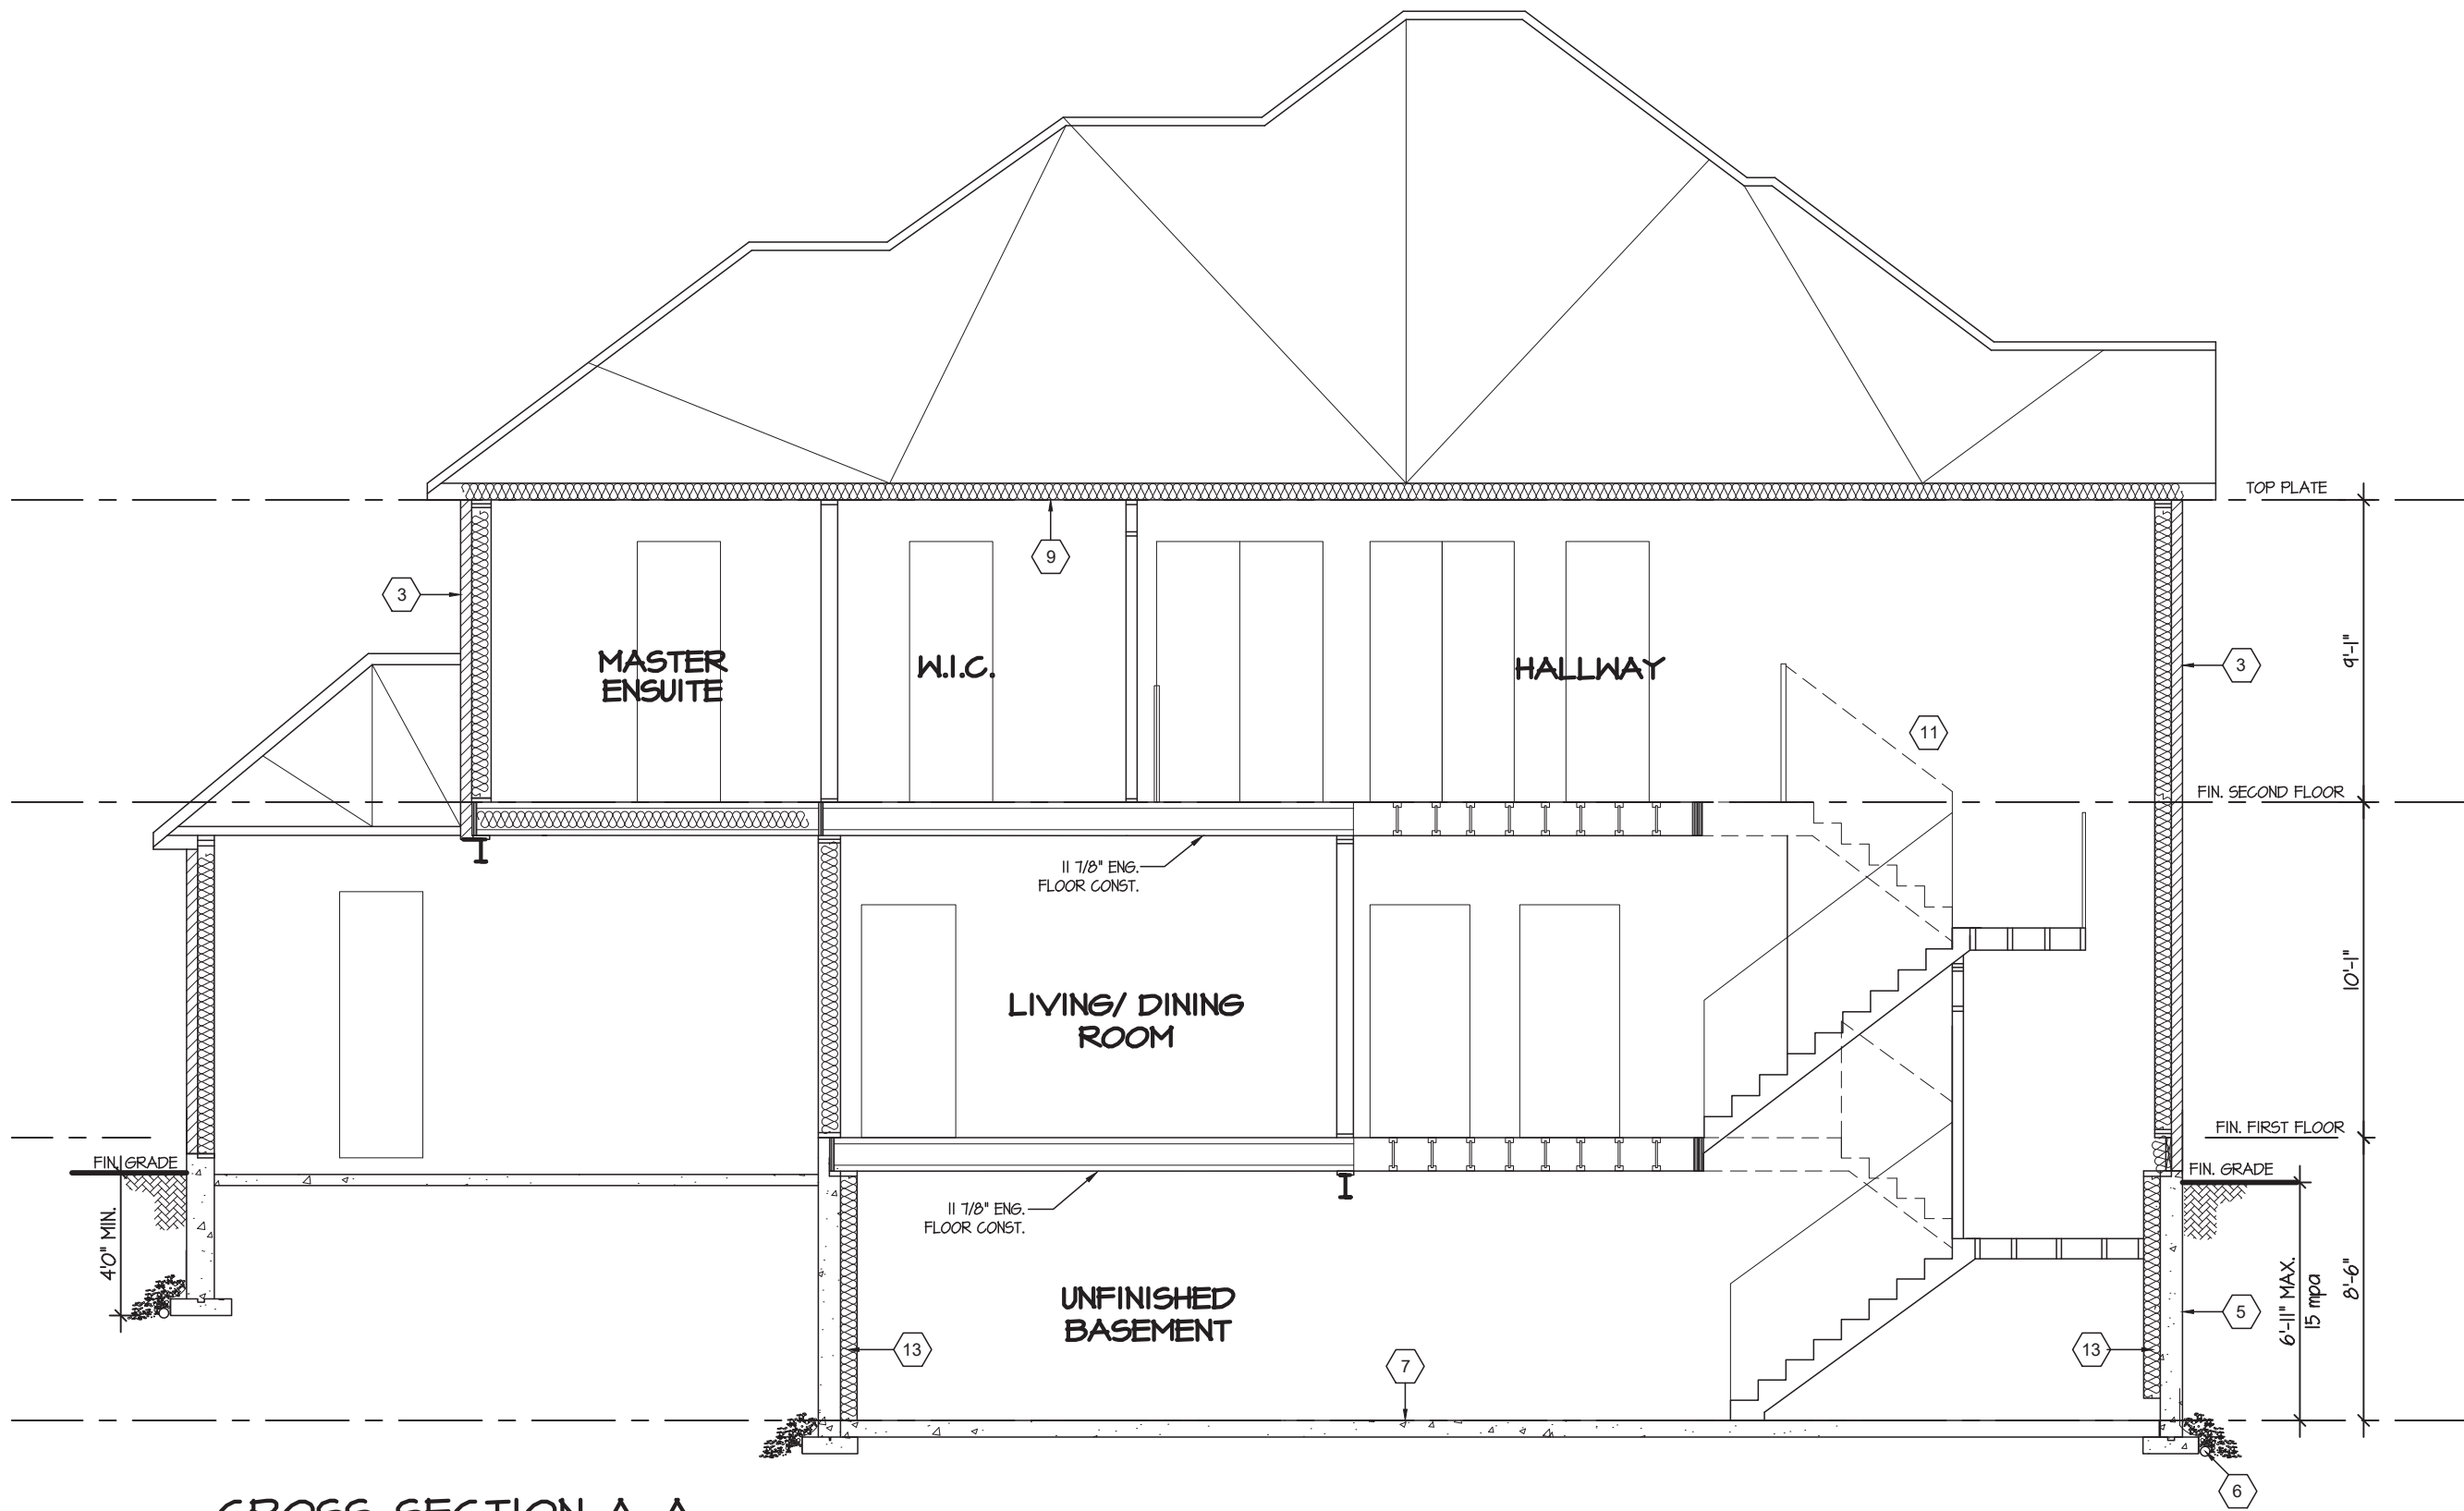 TOP PLATE
9
3
MASTER
ENSUITE
W.I.C.
HALLWAY
9'-1"
3
11
FIN. SECOND FLOOR
11 7/8" ENG.
FLOOR CONST.
10'-1"
LIVING/ DINING
ROOM
FIN. FIRST FLOOR
FIN. GRADE
FIN. GRADE
4'0" MIN.
11 7/8" ENG.
FLOOR CONST.
UNFINISHED
BASEMENT
6'-11" MAX.
15 mpa
8'-6"
5
13
13
7
6
CROSS SECTION A-A